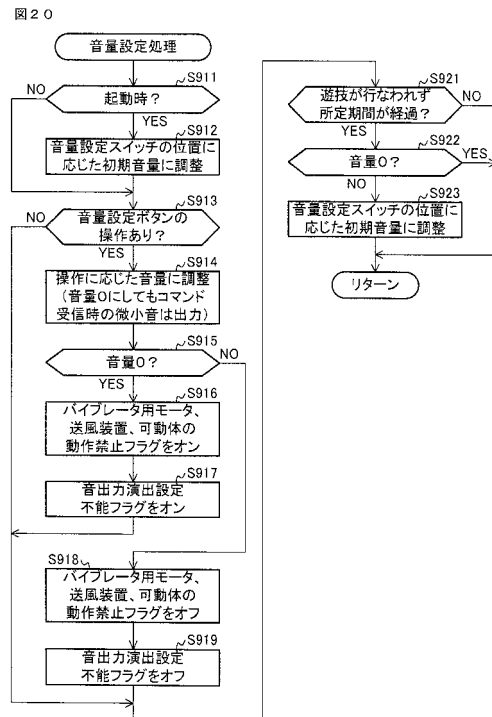 図20
音量設定処理
S911
NO
起動時？
YES
S912
音量設定スイッチの位置に
応じた初期音量に調整
S913
NO
音量設定ボタンの
操作あり？
YES
S914
操作に応じた音量に調整
（音量0にしてもコマンド
受信時の微小音は出力）
S915
音量0？
NO
YES
S916
バイブレータ用モータ、
送風装置、可動体の
動作禁止フラグをオン
S917
音出力演出設定
不能フラグをオン
S918
バイブレータ用モータ、
送風装置、可動体の
動作禁止フラグをオフ
S919
音出力演出設定
不能フラグをオフ
S921
遊技が行なわれず
所定期間が経過？
NO
YES
S922
音量0？
YES
NO
S923
音量設定スイッチの位置に
応じた初期音量に調整
リターン